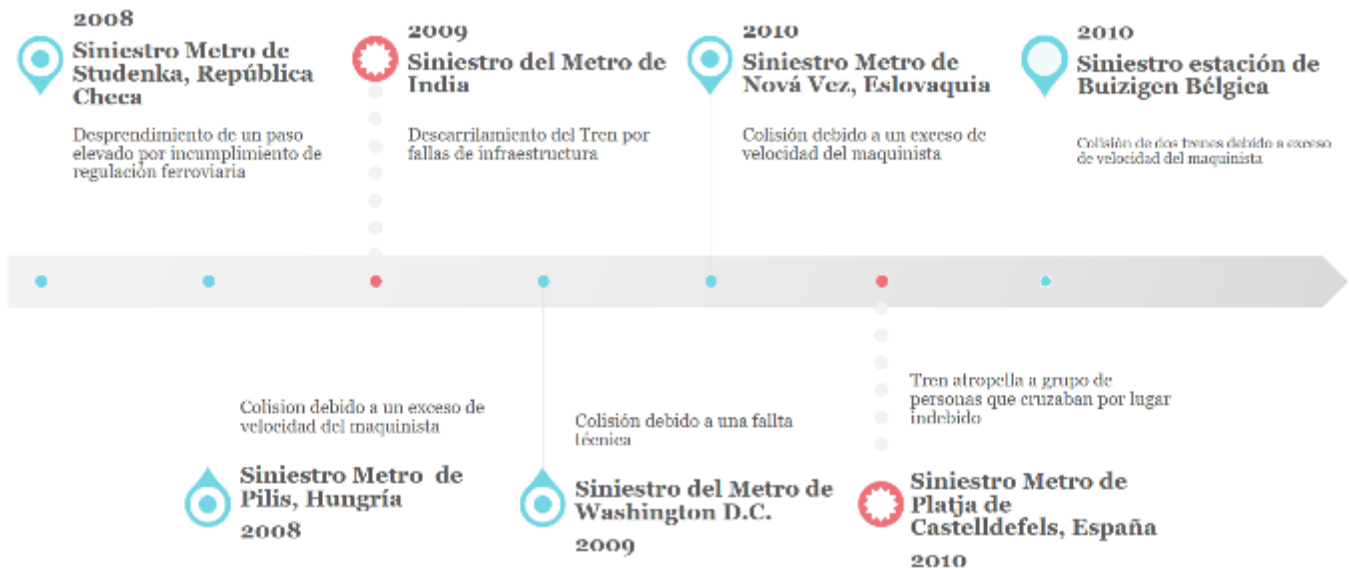 2008
Siniestro Metro de
Studenka, República
Checa
Desprendimiento de un paso
elevado por incumplimiento de
regulación ferroviaria
2009
Siniestro del Metro de
India
Descarrilamiento del Tren por
fallas de infraestructura
2010
Siniestro Metro de
Nová Vez, Eslovaquia
Colisión debido a un exceso de
velocidad del maquinista
2010
Siniestro estación de
Buizigen Bélgica
Colisión de dos trenes debido a exceso
de velocidad del maquinista
Colision debido a un exceso de
velocidad del maquinista
Siniestro Metro de
Pilis, Hungría
2008
Colisión debido a una fallta
técnica
Siniestro del Metro de
Washington D.C.
2009
Tren atropella a grupo de
personas que cruzaban por lugar
indebido
Siniestro Metro de
Platja de
Castelldefels, España
2010